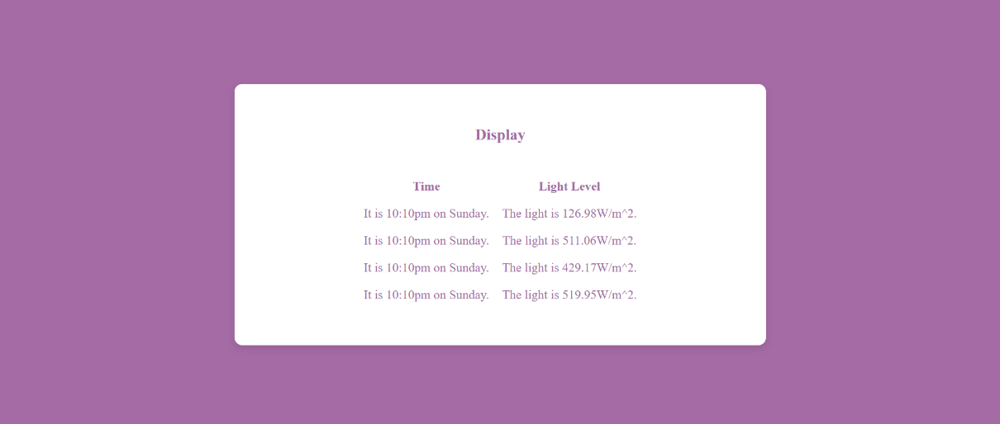 Display
Time Light Level
It is 10:10pm on Sunday. The light is 126.98W/m^2.
It is 10:10pm on Sunday. The light is 511.06W/m^2.
It is 10:10pm on Sunday. The light is 429.17W/m^2.
It is 10:10pm on Sunday. The light is 519.95W/m^2.